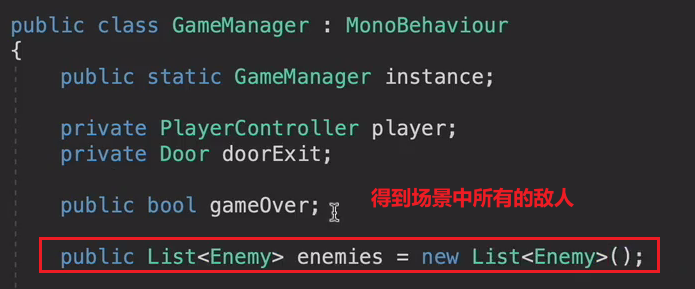 public class GameManager : MonoBehaviour
{
public static GameManager instance;
private PlayerController player;
private Door doorExit;
public bool gameOver;
得到场景中所有的敌人
public List<Enemy> enemies = new List<Enemy>();